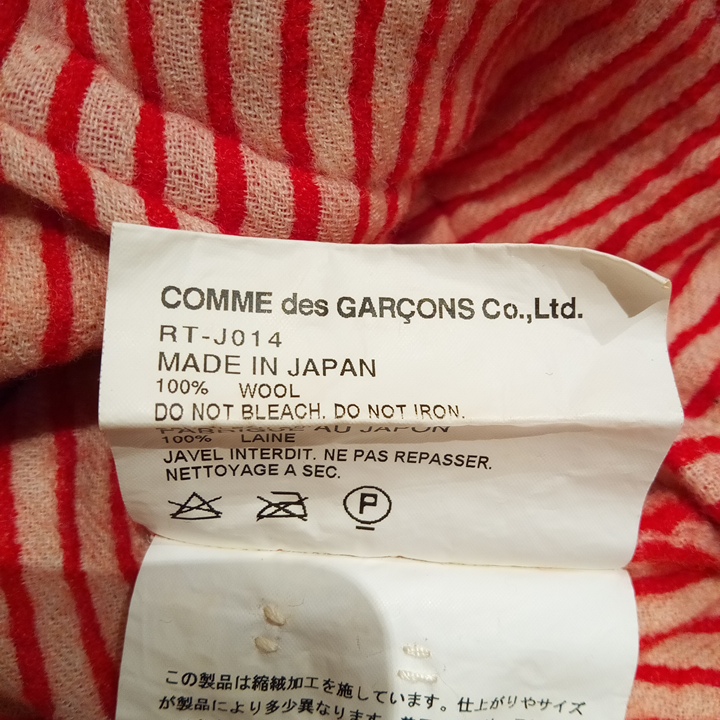 COMME des GARÇONS Co.,Ltd.
RT-J014
MADE IN JAPAN
100% WOOL
DO NOT BLEACH. DO NOT IRON.
AU JAPON
100% LAINE
JAVEL INTERDIT. NE PAS REPASSER.
NETTOYAGE A SEC.
P
この製品は縮絨加工を施しています。仕上がりやサイズ
が製品により多少異なります。